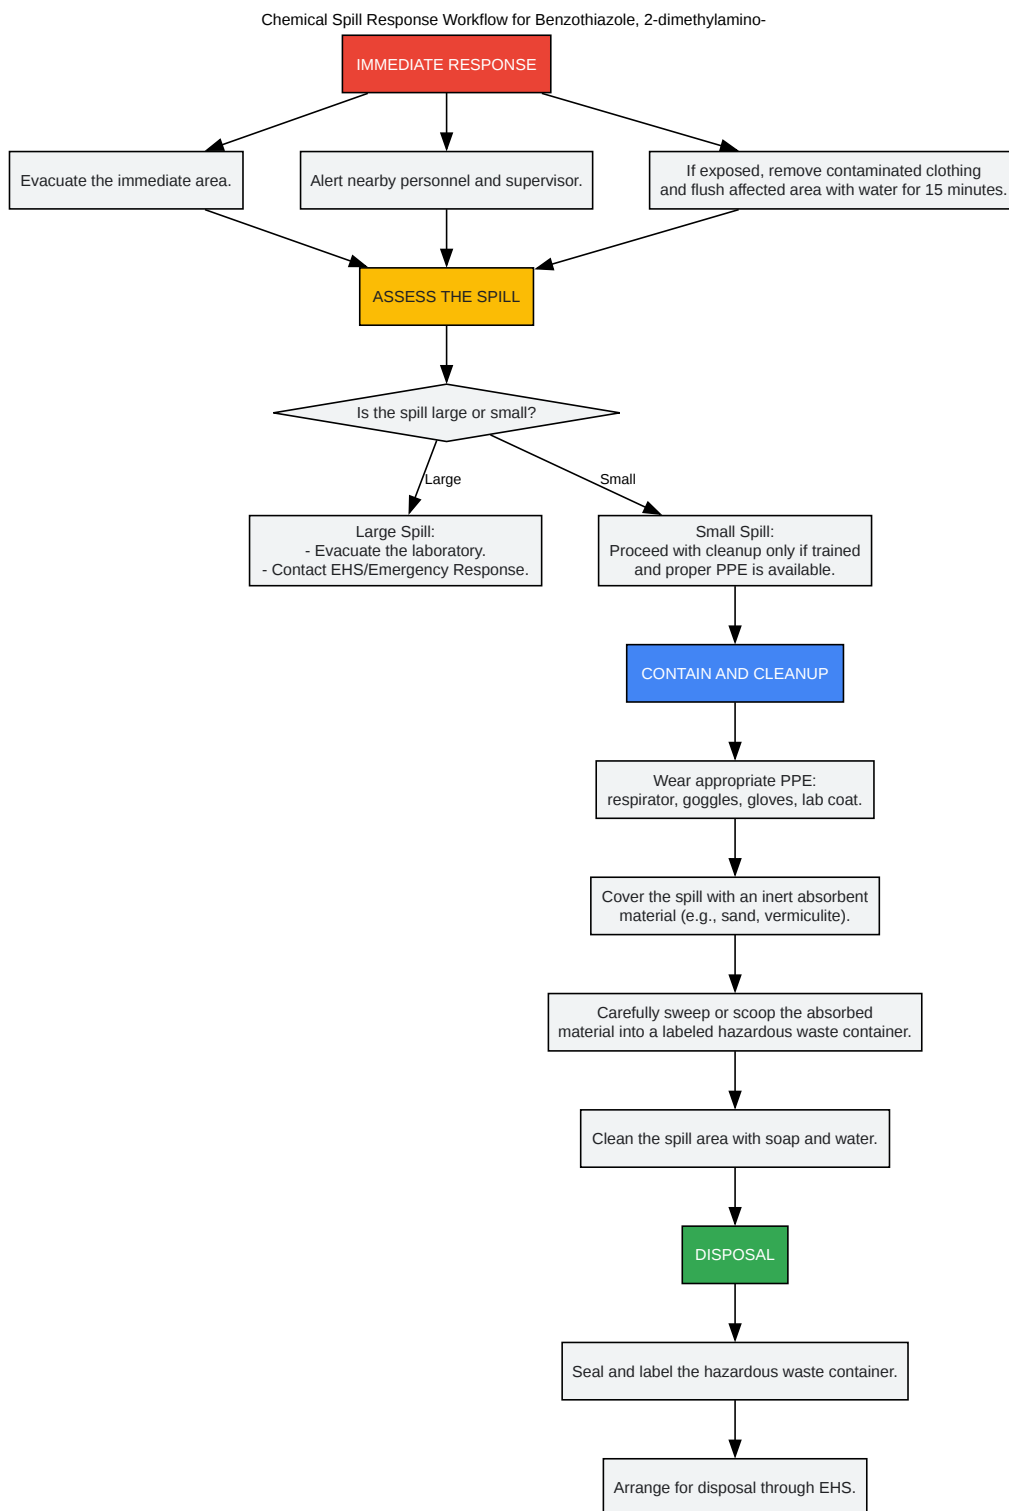 Chemical Spill Response Workflow for Benzothiazole, 2-dimethylamino-
IMMEDIATE RESPONSE
Evacuate the immediate area.
Alert nearby personnel and supervisor.
If exposed, remove contaminated clothing
and flush affected area with water for 15 minutes.
ASSESS THE SPILL
Is the spill large or small?
Large
Small
Large Spill:
- Evacuate the laboratory.
- Contact EHS/Emergency Response.
Small Spill:
Proceed with cleanup only if trained
and proper PPE is available.
CONTAIN AND CLEANUP
Wear appropriate PPE:
respirator, goggles, gloves, lab coat.
Cover the spill with an inert absorbent
material (e.g., sand, vermiculite).
Carefully sweep or scoop the absorbed
material into a labeled hazardous waste container.
Clean the spill area with soap and water.
DISPOSAL
Seal and label the hazardous waste container.
Arrange for disposal through EHS.